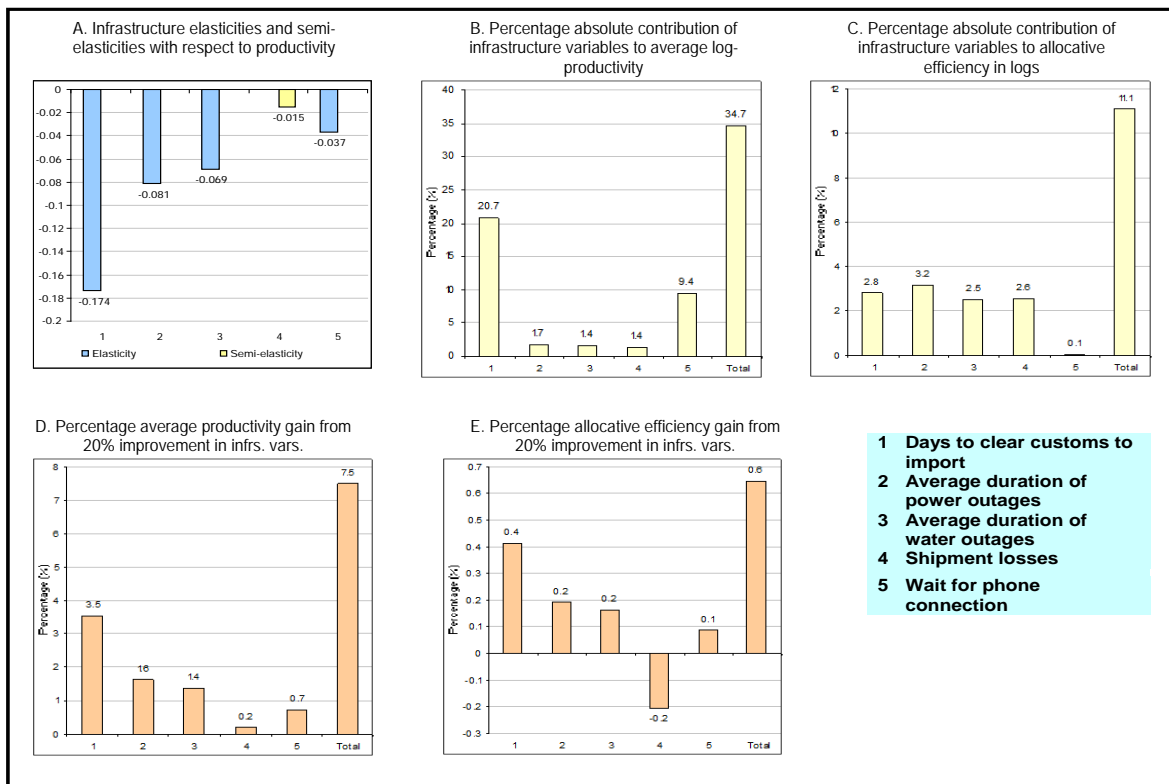 A. Infrastructure elasticities and semi-
elasticities with respect to productivity
0
-0.02
-0.04
-0.06
-0.08
-0.1
-0.12
-0.14
-0.16
-0.18
-0.2
-0.174
-0.081
-0.069
-0.015
-0.037
1 2 3 4 5
Elasticity Semi-elasticity
B. Percentage absolute contribution of
infrastructure variables to average log-
productivity
Percentage (%)
40
35
30
25
20
15
10
5
0
20.7
1.7
1.4
1.4
9.4
34.7
1 2 3 4 5 Total
C. Percentage absolute contribution of
infrastructure variables to allocative
efficiency in logs
Percentage (%)
12
10
8
6
4
2
0
2.8
3.2
2.5
2.6
0.1
11.1
1 2 3 4 5 Total
D. Percentage average productivity gain from
20% improvement in infrs. vars.
Percentage (%)
8
7
6
5
4
3
2
1
0
3.5
1.6
1.4
0.2
0.7
7.5
1 2 3 4 5 Total
E. Percentage allocative efficiency gain from
20% improvement in infrs. vars.
Percentage (%)
0.7
0.6
0.5
0.4
0.3
0.2
0.1
0
-0.1
-0.2
-0.3
0.4
0.2
0.2
-0.2
0.1
0.6
1 2 3 4 5 Total
1 Days to clear customs to
import
2 Average duration of
power outages
3 Average duration of
water outages
4 Shipment losses
5 Wait for phone
connection